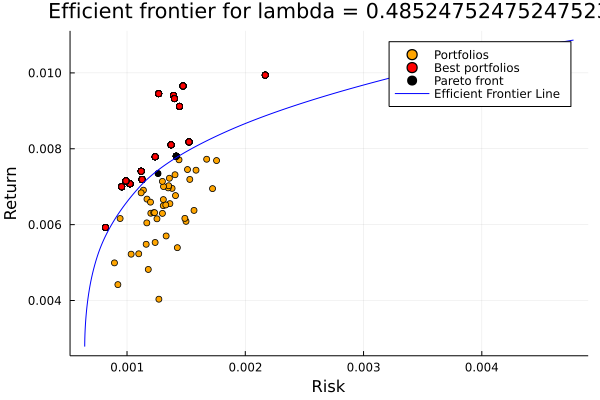 Efficient frontier for lambda = 0.4852475247524752
Portfolios
Best portfolios
Pareto front
Efficient Frontier Line
Return
0.010
0.008
0.006
0.004
0.001
0.002
0.003
0.004
Risk